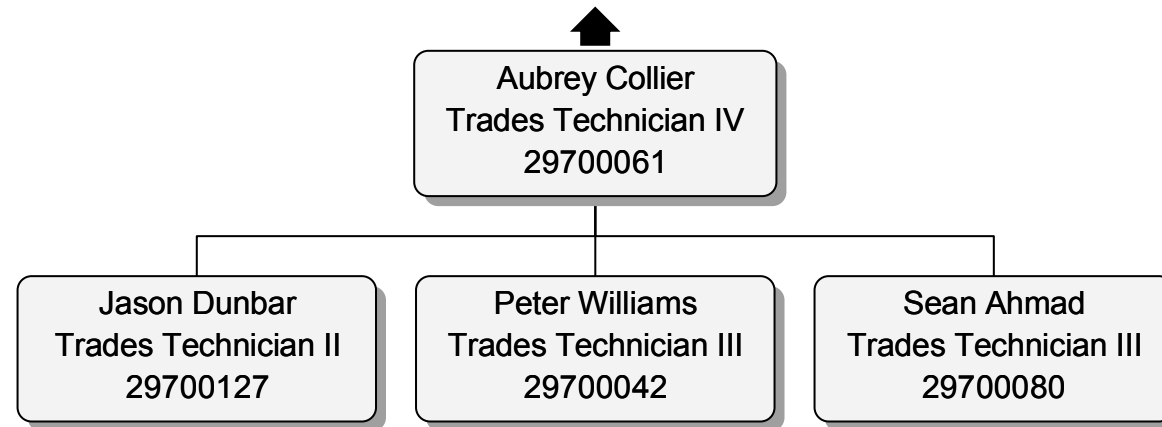 Aubrey Collier
Trades Technician IV
29700061
Jason Dunbar
Trades Technician II
29700127
Peter Williams
Trades Technician III
29700042
Sean Ahmad
Trades Technician III
29700080